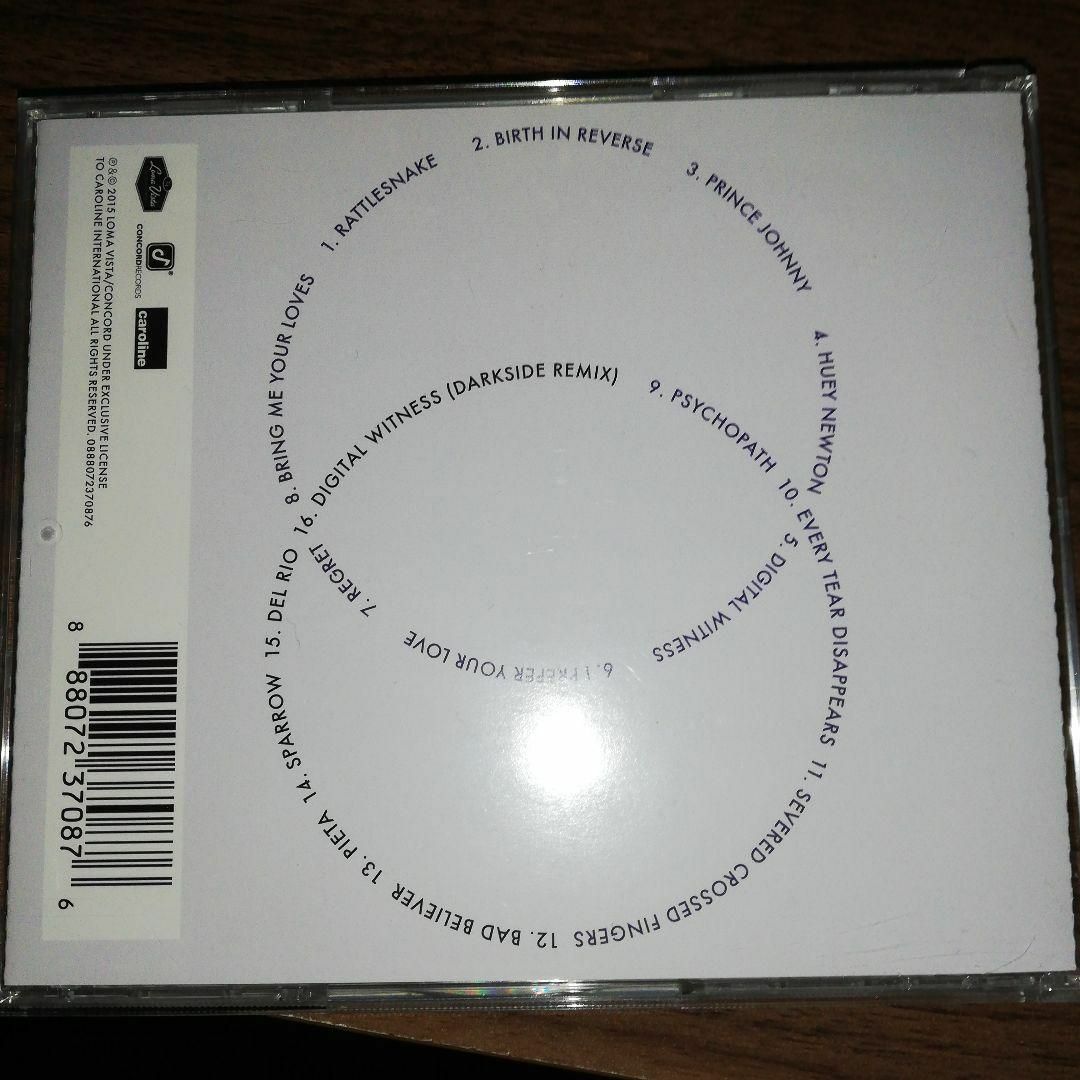 1. RATTLESNAKE
2. BIRTH IN REVERSE
3. PRINCE JOHNNY
4. HUEY NEWTON
5. DIGITAL WITNESS
6. I PREFER YOUR LOVE
7. REGRET
8. BRING ME YOUR LOVES
9. PSYCHOPATH
10. EVERY TEAR DISAPPEARS
11. SEVERED CROSSED FINGERS
12. BAD BELIEVER
13. PIETA
14. SPARROW
15. DEL RIO
16. DIGITAL WITNESS (DARKSIDE REMIX)
Loma Vista
CONCORDRECORDS
caroline
℗ & © 2015 LOMA VISTA/CONCORD UNDER EXCLUSIVE LICENSE
TO CAROLINE INTERNATIONAL ALL RIGHTS RESERVED. 0888072370876
8 88072 37087 6